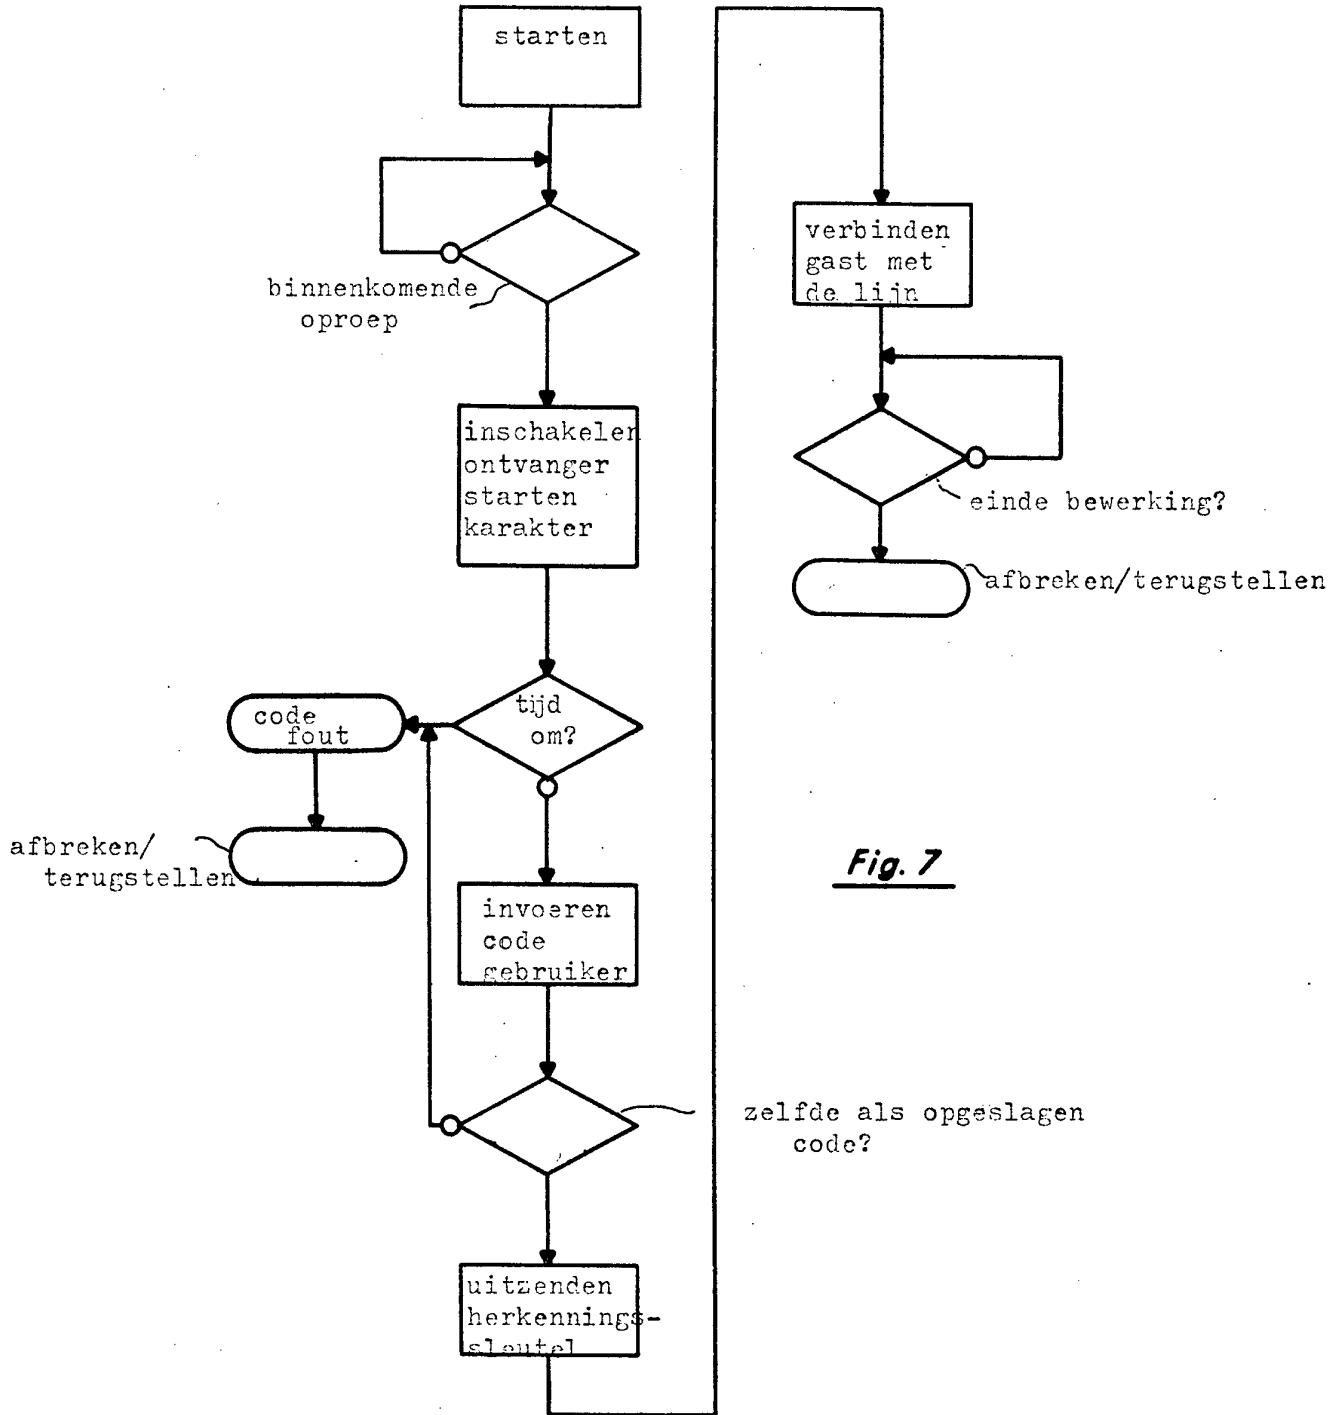 starten
binnenkomende
oproep
inschakelen
ontvanger
starten
karakter
tijd
om?
code
fout
afbreken/
terugstellen
invoeren
code
gebruiker
zelfde als opgeslagen
code?
uitzenden
herkennings-
sleutel
verbinden
gast met
de lijn
einde bewerking?
afbreken/terugstellen
Fig. 7